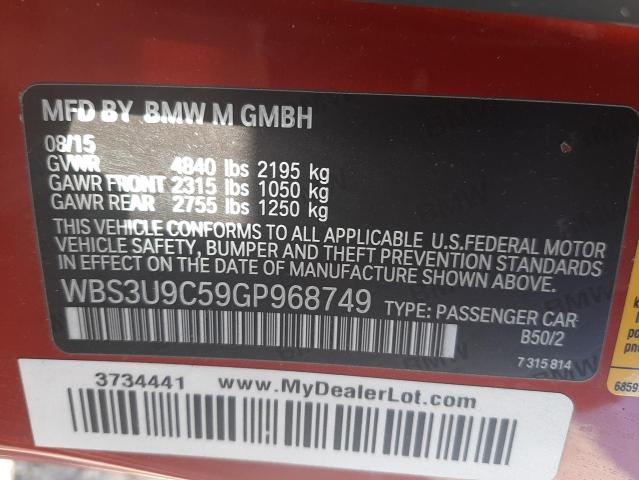 MFD BY BMW M GMBH
08/15
GVWR 4840 lbs 2195 kg
GAWR FRONT 2315 lbs 1050 kg
GAWR REAR 2755 lbs 1250 kg
THIS VEHICLE CONFORMS TO ALL APPLICABLE U.S.FEDERAL MOTOR
VEHICLE SAFETY, BUMPER AND THEFT PREVENTION STANDARDS
IN EFFECT ON THE DATE OF MANUFACTURE SHOWN ABOVE.
WBS3U9C59GP968749 TYPE: PASSENGER CAR
B50/2
7 315 814
3734441 www.MyDealerLot.com